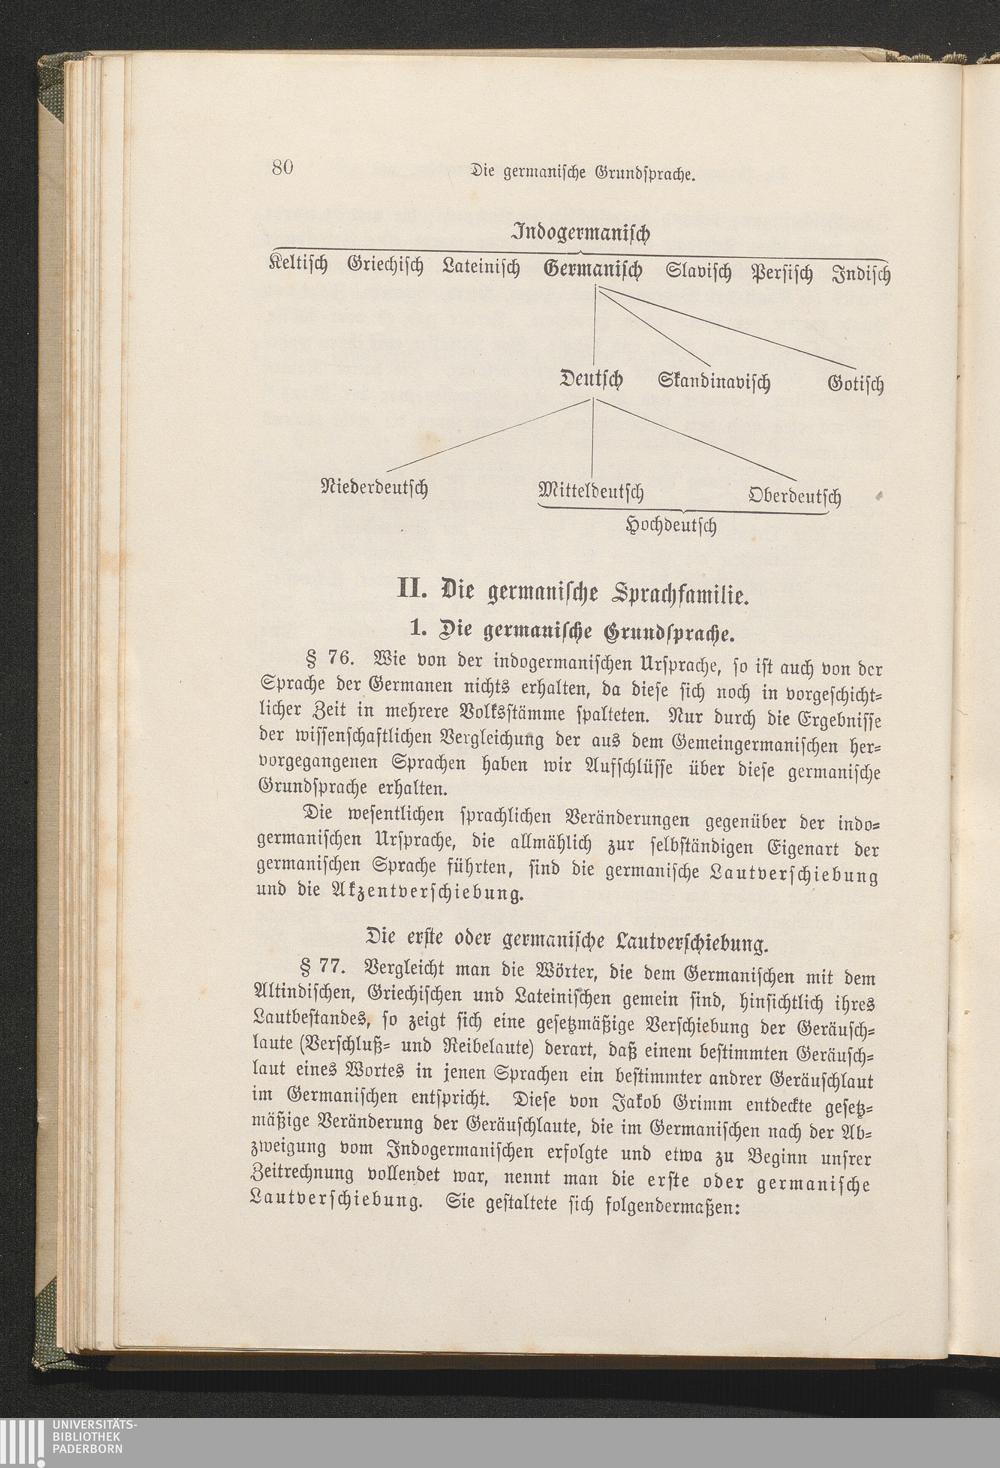 80 Die germanische Grundsprache.
Indogermanisch
Keltisch Griechisch Lateinisch Germanisch Slavisch Persisch Indisch
Deutsch Skandinavisch Gotisch
Niederdeutsch Mitteldeutsch Oberdeutsch
Hochdeutsch
II. Die germanische Sprachfamilie.
1. Die germanische Grundsprache.
§ 76. Wie von der indogermanischen Ursprache, so ist auch von der
Sprache der Germanen nichts erhalten, da diese sich noch in vorgeschicht-
licher Zeit in mehrere Volksstämme spalteten. Nur durch die Ergebnisse
der wissenschaftlichen Vergleichung der aus dem Gemeingermanischen her-
vorgegangenen Sprachen haben wir Aufschlüsse über diese germanische
Grundsprache erhalten.
Die wesentlichen sprachlichen Veränderungen gegenüber der indo-
germanischen Ursprache, die allmählich zur selbständigen Eigenart der
germanischen Sprache führten, sind die germanische Lautverschiebung
und die Akzentverschiebung.
Die erste oder germanische Lautverschiebung.
§ 77. Vergleicht man die Wörter, die dem Germanischen mit dem
Altindischen, Griechischen und Lateinischen gemein sind, hinsichtlich ihres
Lautbestandes, so zeigt sich eine gesetzmäßige Verschiebung der Geräusch-
laute (Verschluß- und Reibelaute) derart, daß einem bestimmten Geräusch-
laut eines Wortes in jenen Sprachen ein bestimmter andrer Geräuschlaut
im Germanischen entspricht. Diese von Jakob Grimm entdeckte gesetz-
mäßige Veränderung der Geräuschlaute, die im Germanischen nach der Ab-
zweigung vom Indogermanischen erfolgte und etwa zu Beginn unsrer
Zeitrechnung vollendet war, nennt man die erste oder germanische
Lautverschiebung. Sie gestaltete sich folgendermaßen:
UNIVERSITÄTS-
BIBLIOTHEK
PADERBORN